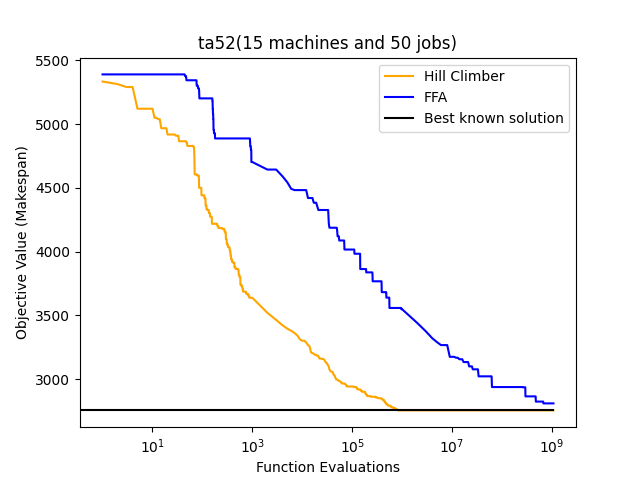 ta52(15 machines and 50 jobs)
5500
5000
4500
4000
3500
3000
Objective Value (Makespan)
Hill Climber
FFA
Best known solution
10^1
10^3
10^5
10^7
10^9
Function Evaluations